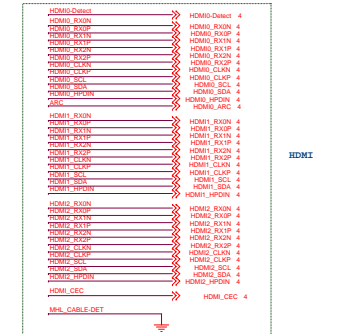 HDMI0-Detect HDMI0-Detect 4
HDMI0_RX0N HDMI0_RX0N 4
HDMI0_RX0P HDMI0_RX0P 4
HDMI0_RX1N HDMI0_RX1N 4
HDMI0_RX1P HDMI0_RX1P 4
HDMI0_RX2N HDMI0_RX2N 4
HDMI0_RX2P HDMI0_RX2P 4
HDMI0_CLKN HDMI0_CLKN 4
HDMI0_CLKP HDMI0_CLKP 4
HDMI0_SCL HDMI0_SCL 4
HDMI0_SDA HDMI0_SDA 4
HDMI0_HPDIN HDMI0_HPDIN 4
ARC HDMI0_ARC 4
HDMI1_RX0N HDMI1_RX0N 4
HDMI1_RX0P HDMI1_RX0P 4
HDMI1_RX1N HDMI1_RX1N 4
HDMI1_RX1P HDMI1_RX1P 4
HDMI1_RX2N HDMI1_RX2N 4
HDMI1_RX2P HDMI1_RX2P 4
HDMI1_CLKN HDMI1_CLKN 4
HDMI1_CLKP HDMI1_CLKP 4
HDMI1_SCL HDMI1_SCL 4
HDMI1_SDA HDMI1_SDA 4
HDMI1_HPDIN HDMI1_HPDIN 4
HDMI
HDMI2_RX0N HDMI2_RX0N 4
HDMI2_RX0P HDMI2_RX0P 4
HDMI2_RX1N HDMI2_RX1N 4
HDMI2_RX1P HDMI2_RX1P 4
HDMI2_RX2N HDMI2_RX2N 4
HDMI2_RX2P HDMI2_RX2P 4
HDMI2_CLKN HDMI2_CLKN 4
HDMI2_CLKP HDMI2_CLKP 4
HDMI2_SCL HDMI2_SCL 4
HDMI2_SDA HDMI2_SDA 4
HDMI2_HPDIN HDMI2_HPDIN 4
HDMI_CEC HDMI_CEC 4
MHL_CABLE-DET